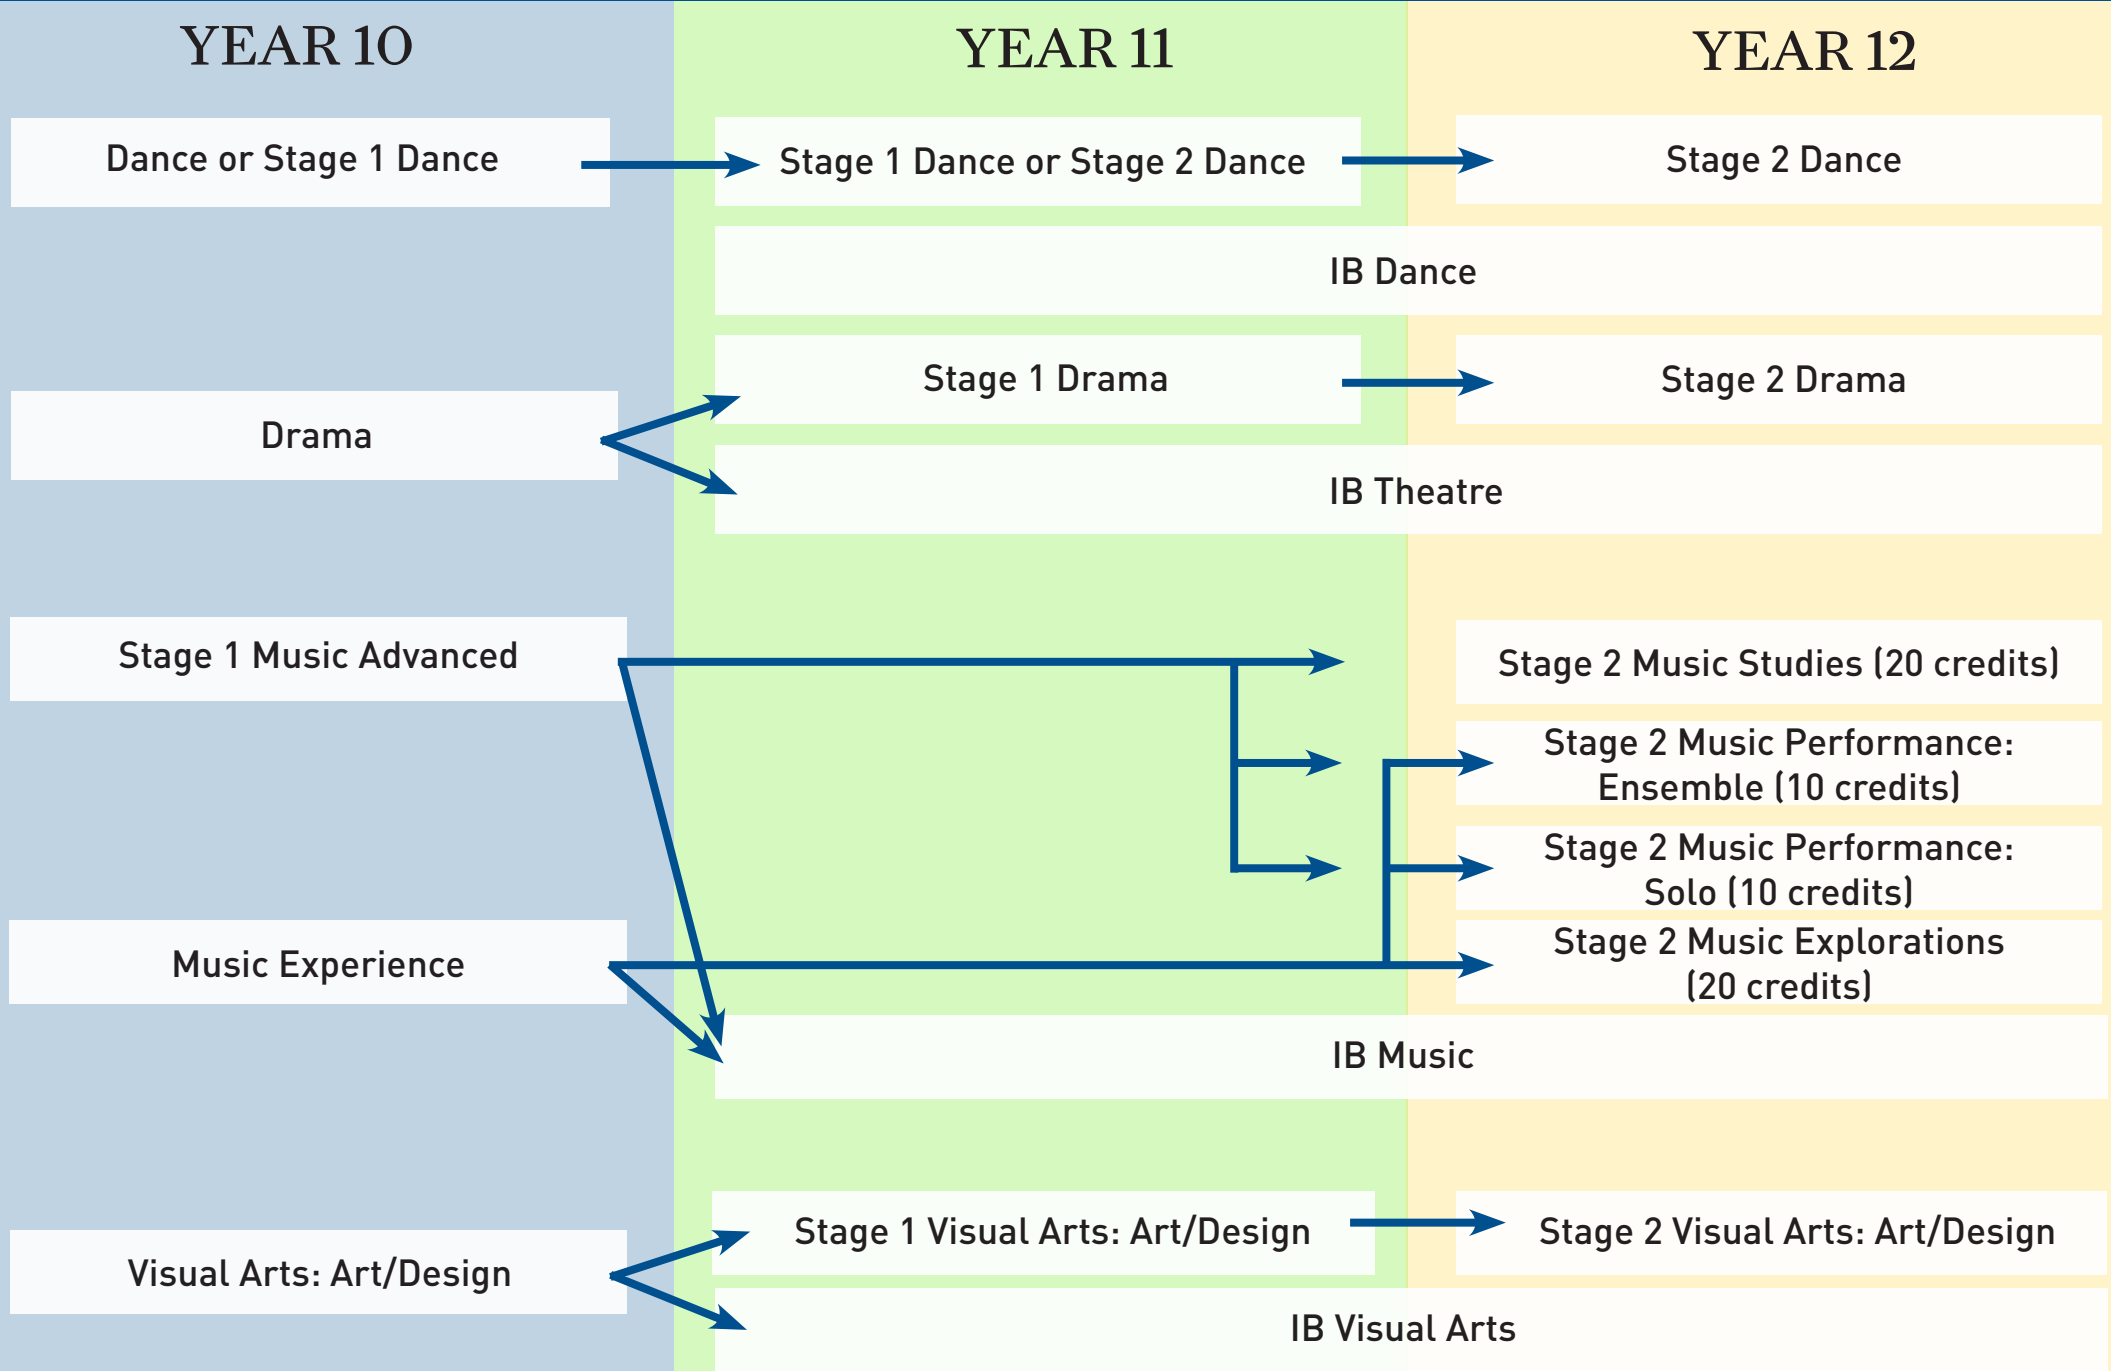 YEAR 10
YEAR 11
YEAR 12
Dance or Stage 1 Dance
Stage 1 Dance or Stage 2 Dance
Stage 2 Dance
IB Dance
Drama
Stage 1 Drama
Stage 2 Drama
IB Theatre
Stage 1 Music Advanced
Stage 2 Music Studies (20 credits)
Stage 2 Music Performance:
Ensemble (10 credits)
Stage 2 Music Performance:
Solo (10 credits)
Music Experience
Stage 2 Music Explorations
(20 credits)
IB Music
Visual Arts: Art/Design
Stage 1 Visual Arts: Art/Design
Stage 2 Visual Arts: Art/Design
IB Visual Arts